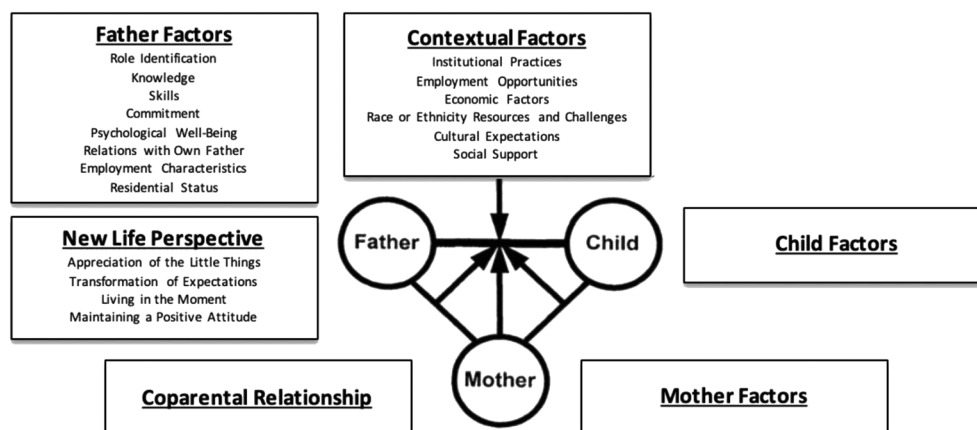 Father Factors
Role Identification
Knowledge
Skills
Commitment
Psychological Well-Being
Relations with Own Father
Employment Characteristics
Residential Status
Contextual Factors
Institutional Practices
Employment Opportunities
Economic Factors
Race or Ethnicity Resources and Challenges
Cultural Expectations
Social Support
New Life Perspective
Appreciation of the Little Things
Transformation of Expectations
Living in the Moment
Maintaining a Positive Attitude
Father
Child
Child Factors
Mother
Coparental Relationship
Mother Factors